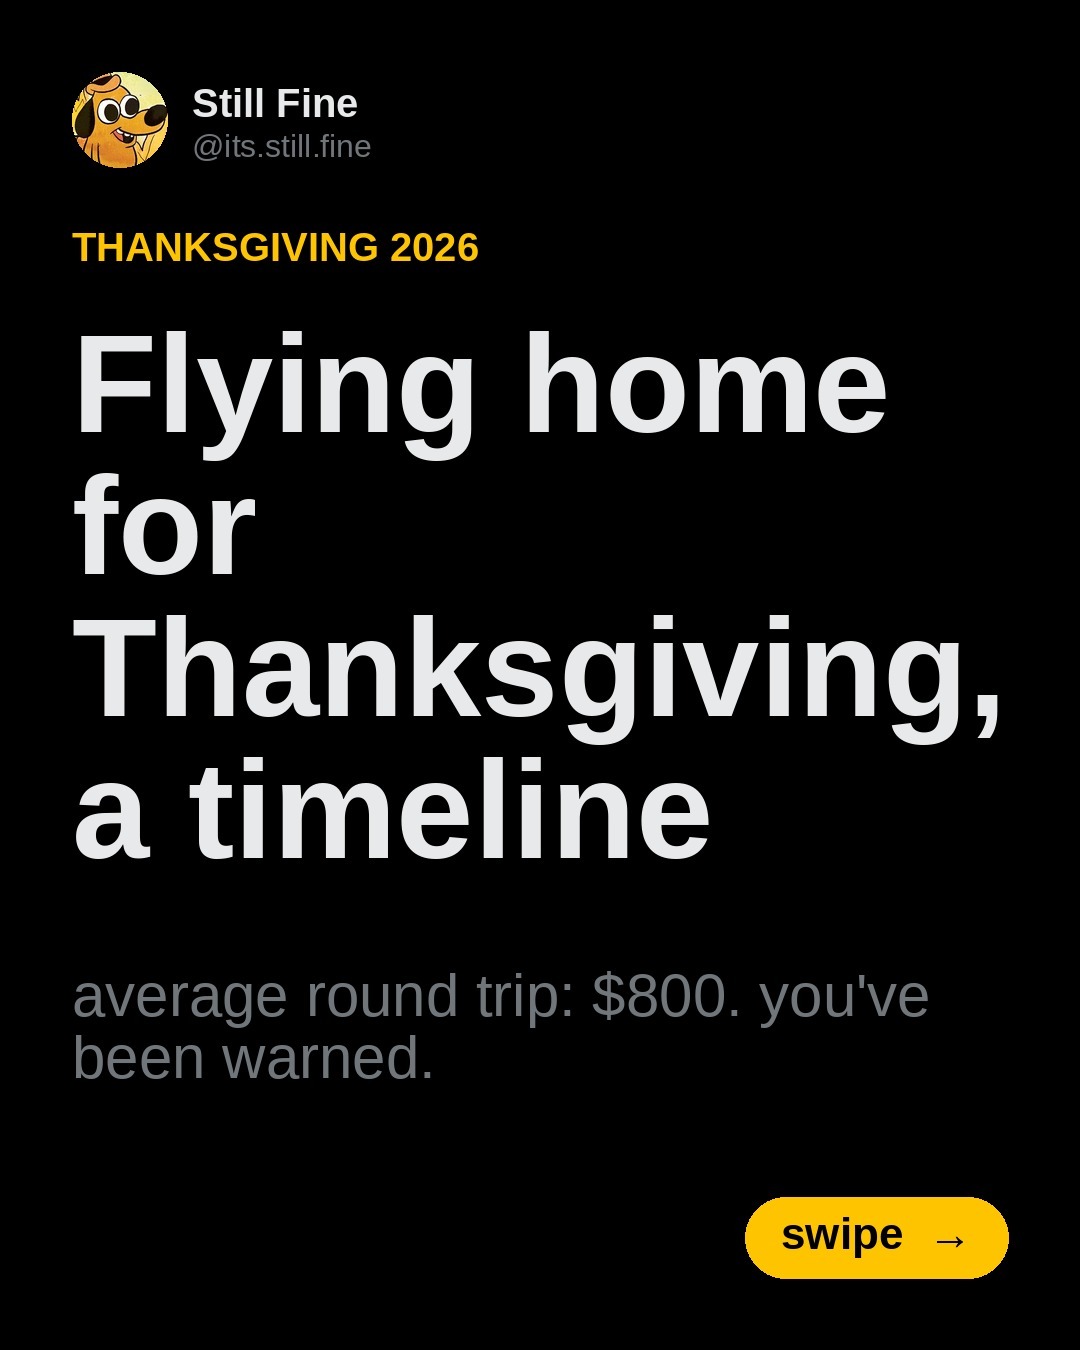 Still Fine
@its.still.fine
THANKSGIVING 2026
Flying home
for
Thanksgiving,
a timeline
average round trip: $800. you've
been warned.
swipe →